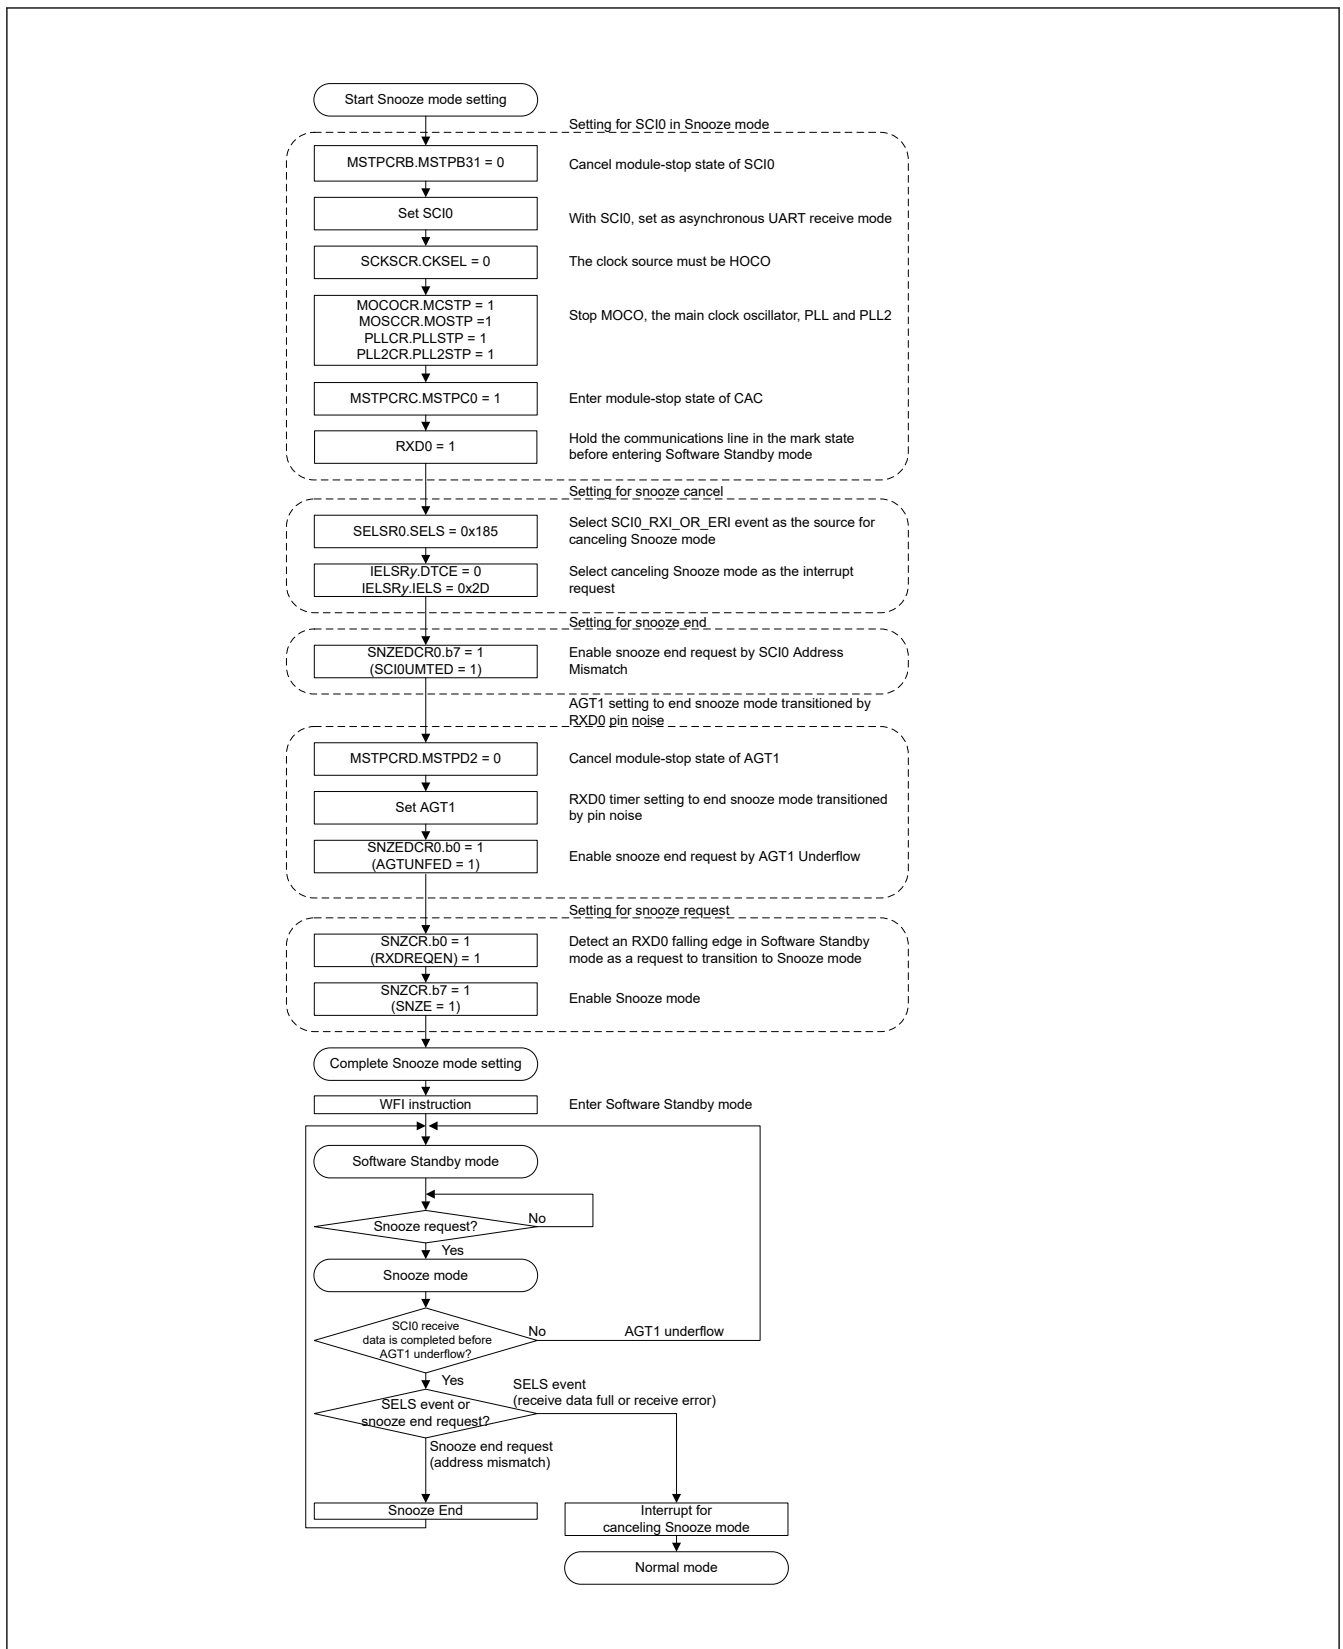 Start Snooze mode setting
Setting for SCI0 in Snooze mode
MSTPCRB.MSTPB31 = 0
Cancel module-stop state of SCI0
Set SCI0
With SCI0, set as asynchronous UART receive mode
SCKSCR.CKSEL = 0
The clock source must be HOCO
MOCOCR.MCSTP = 1
MOSCCR.MOSTP =1
PLLCR.PLLSTP = 1
PLL2CR.PLL2STP = 1
Stop MOCO, the main clock oscillator, PLL and PLL2
MSTPCRC.MSTPC0 = 1
Enter module-stop state of CAC
RXD0 = 1
Hold the communications line in the mark state
before entering Software Standby mode
Setting for snooze cancel
SELSR0.SELS = 0x185
Select SCI0_RXI_OR_ERI event as the source for
canceling Snooze mode
IELSRy.DTCE = 0
IELSRy.IELS = 0x2D
Select canceling Snooze mode as the interrupt
request
Setting for snooze end
SNZEDCR0.b7 = 1
(SCI0UMTED = 1)
Enable snooze end request by SCI0 Address
Mismatch
AGT1 setting to end snooze mode transitioned by
RXD0 pin noise
MSTPCRD.MSTPD2 = 0
Cancel module-stop state of AGT1
Set AGT1
RXD0 timer setting to end snooze mode transitioned
by pin noise
SNZEDCR0.b0 = 1
(AGTUNFED = 1)
Enable snooze end request by AGT1 Underflow
Setting for snooze request
SNZCR.b0 = 1
(RXDREQEN) = 1
Detect an RXD0 falling edge in Software Standby
mode as a request to transition to Snooze mode
SNZCR.b7 = 1
(SNZE = 1)
Enable Snooze mode
Complete Snooze mode setting
WFI instruction
Enter Software Standby mode
Software Standby mode
Snooze request?
No
Yes
Snooze mode
SCI0 receive
data is completed before
AGT1 underflow?
No
AGT1 underflow
Yes
SELS event or
snooze end request?
SELS event
(receive data full or receive error)
Snooze end request
(address mismatch)
Snooze End
Interrupt for
canceling Snooze mode
Normal mode